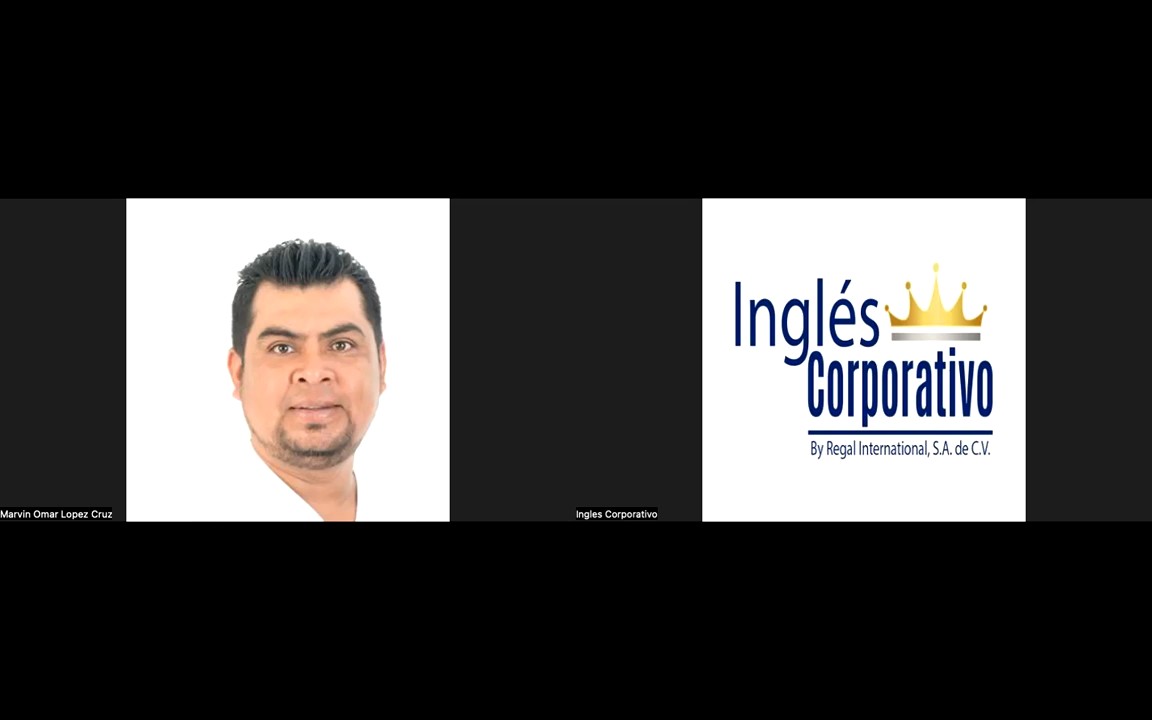 Inglés
Corporativo
By Regal International, S.A. de C.V.
Marvin Omar Lopez Cruz
Ingles Corporativo